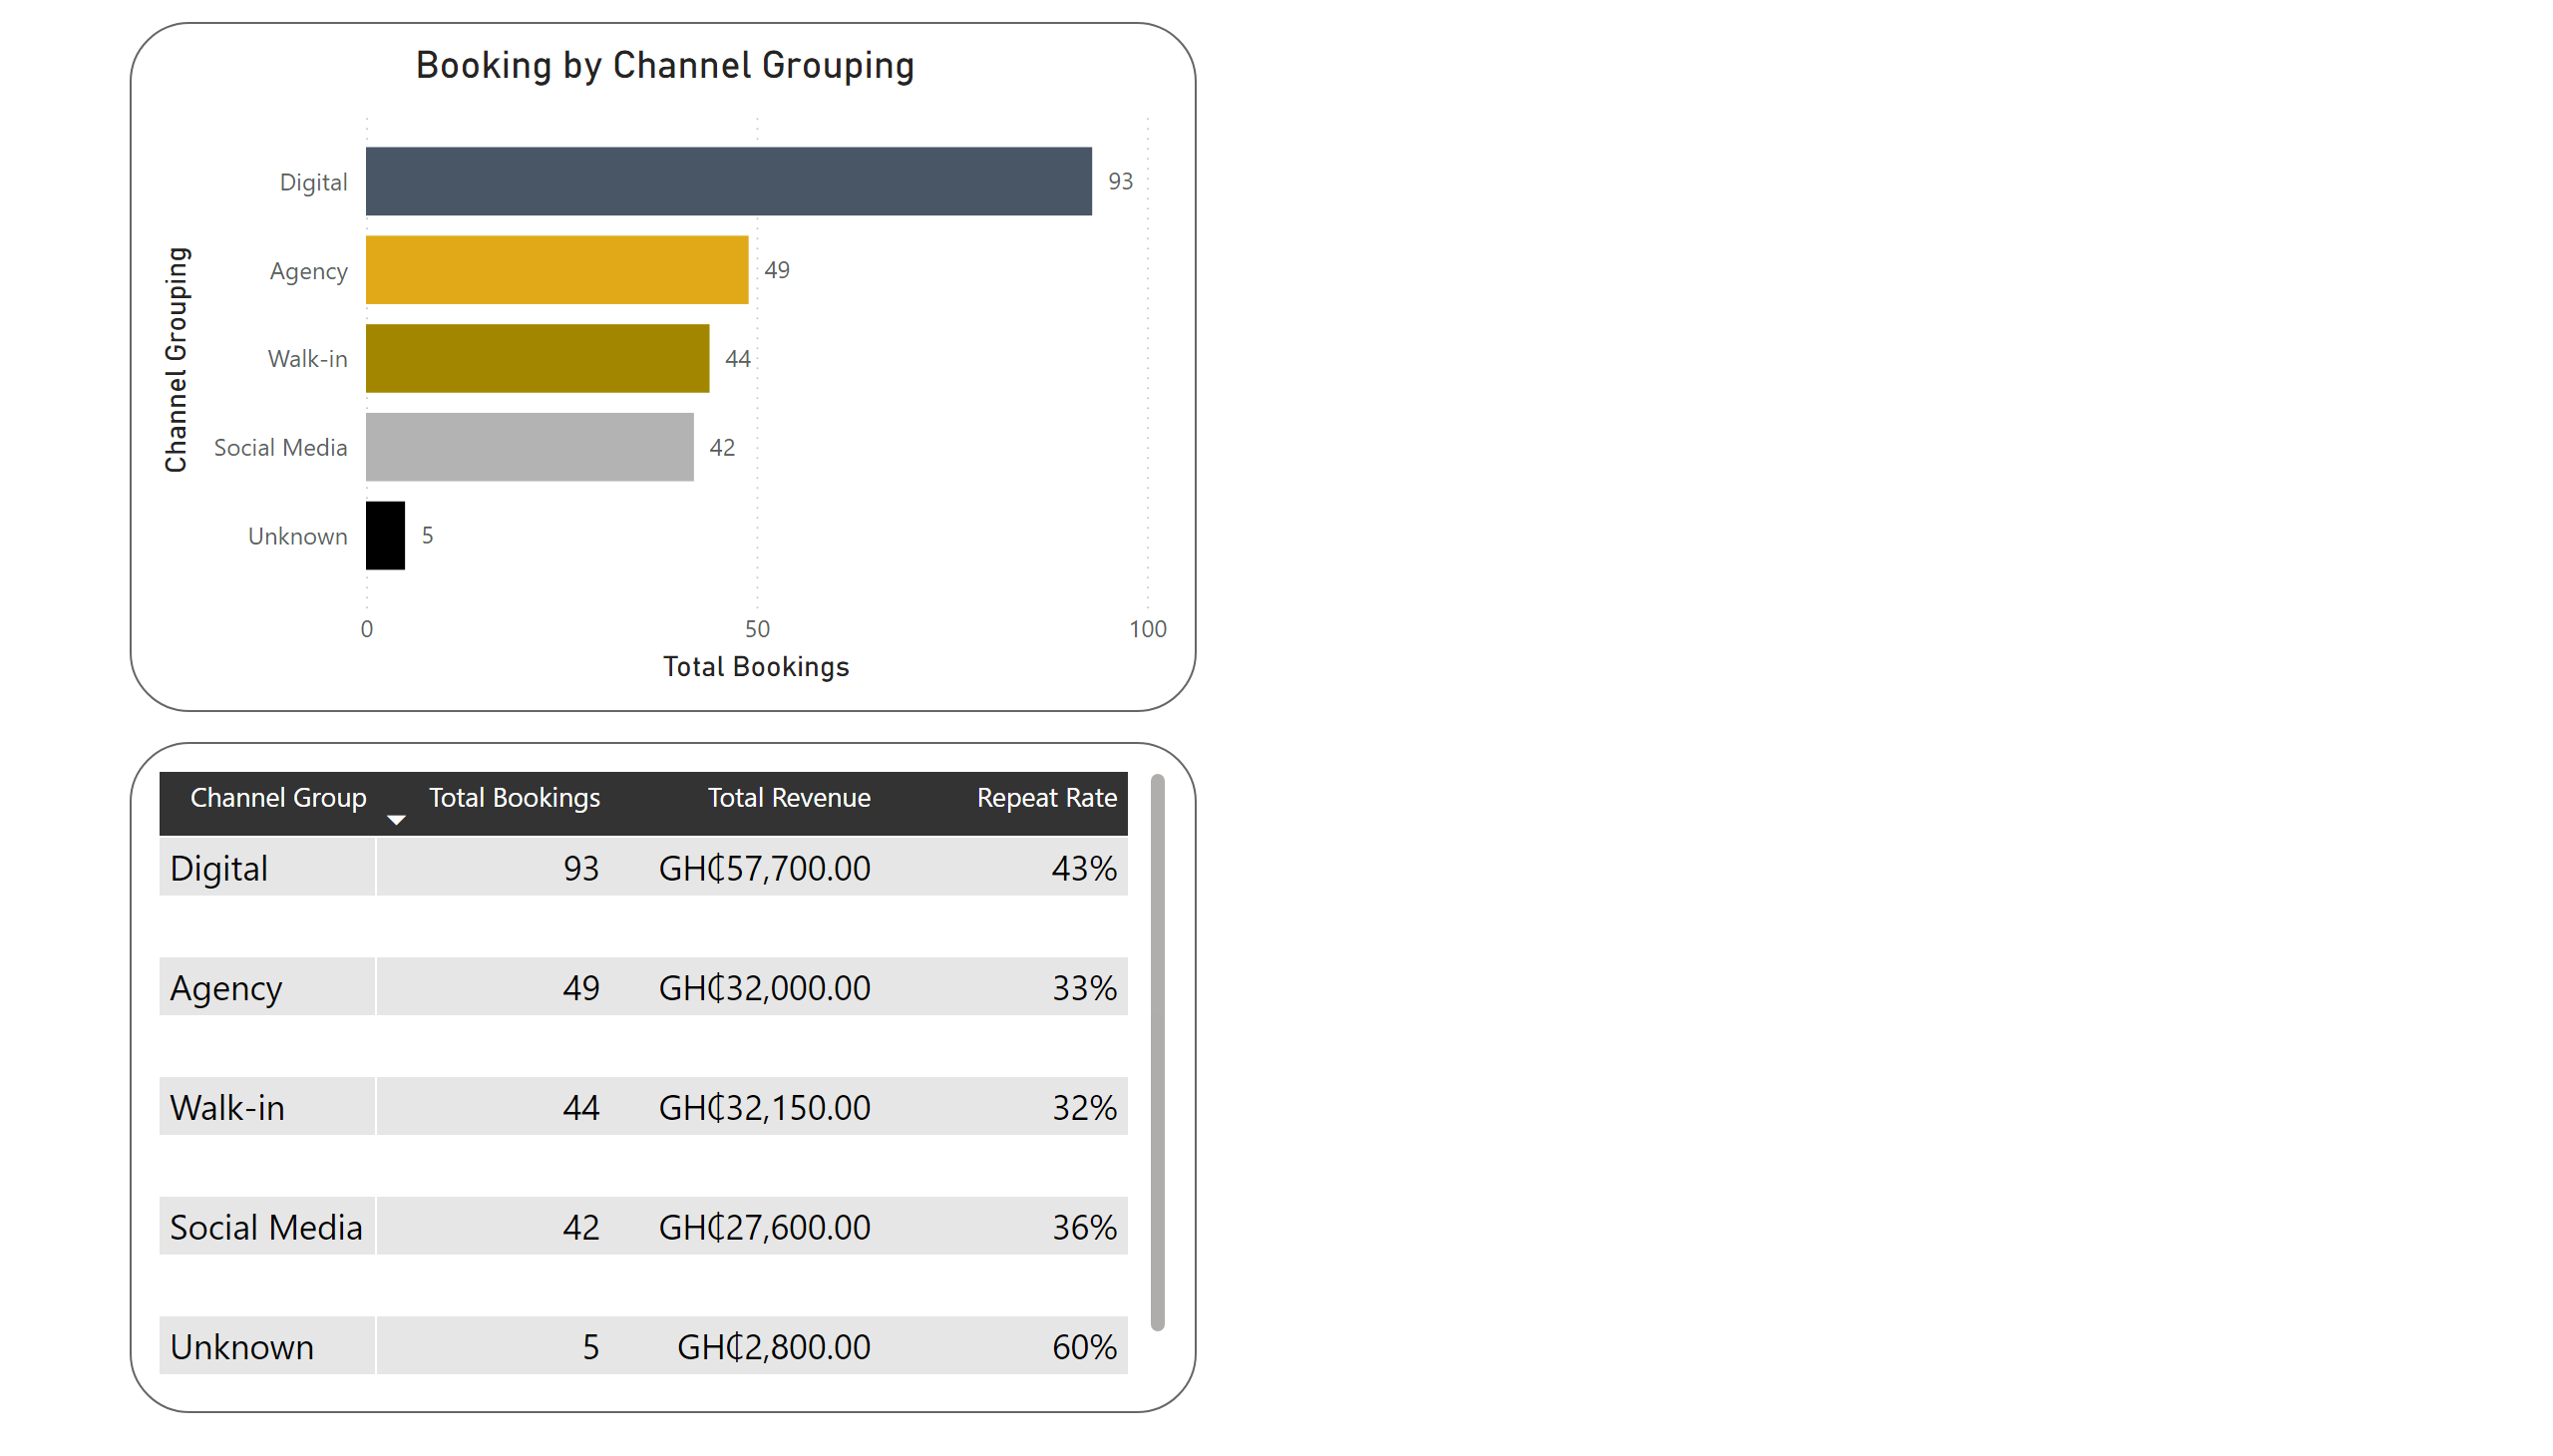 Booking by Channel Grouping
Channel Grouping
Digital 93
Agency 49
Walk-in 44
Social Media 42
Unknown 5
0 50 100
Total Bookings
Channel Group Total Bookings Total Revenue Repeat Rate
Digital 93 GH₵57,700.00 43%
Agency 49 GH₵32,000.00 33%
Walk-in 44 GH₵32,150.00 32%
Social Media 42 GH₵27,600.00 36%
Unknown 5 GH₵2,800.00 60%